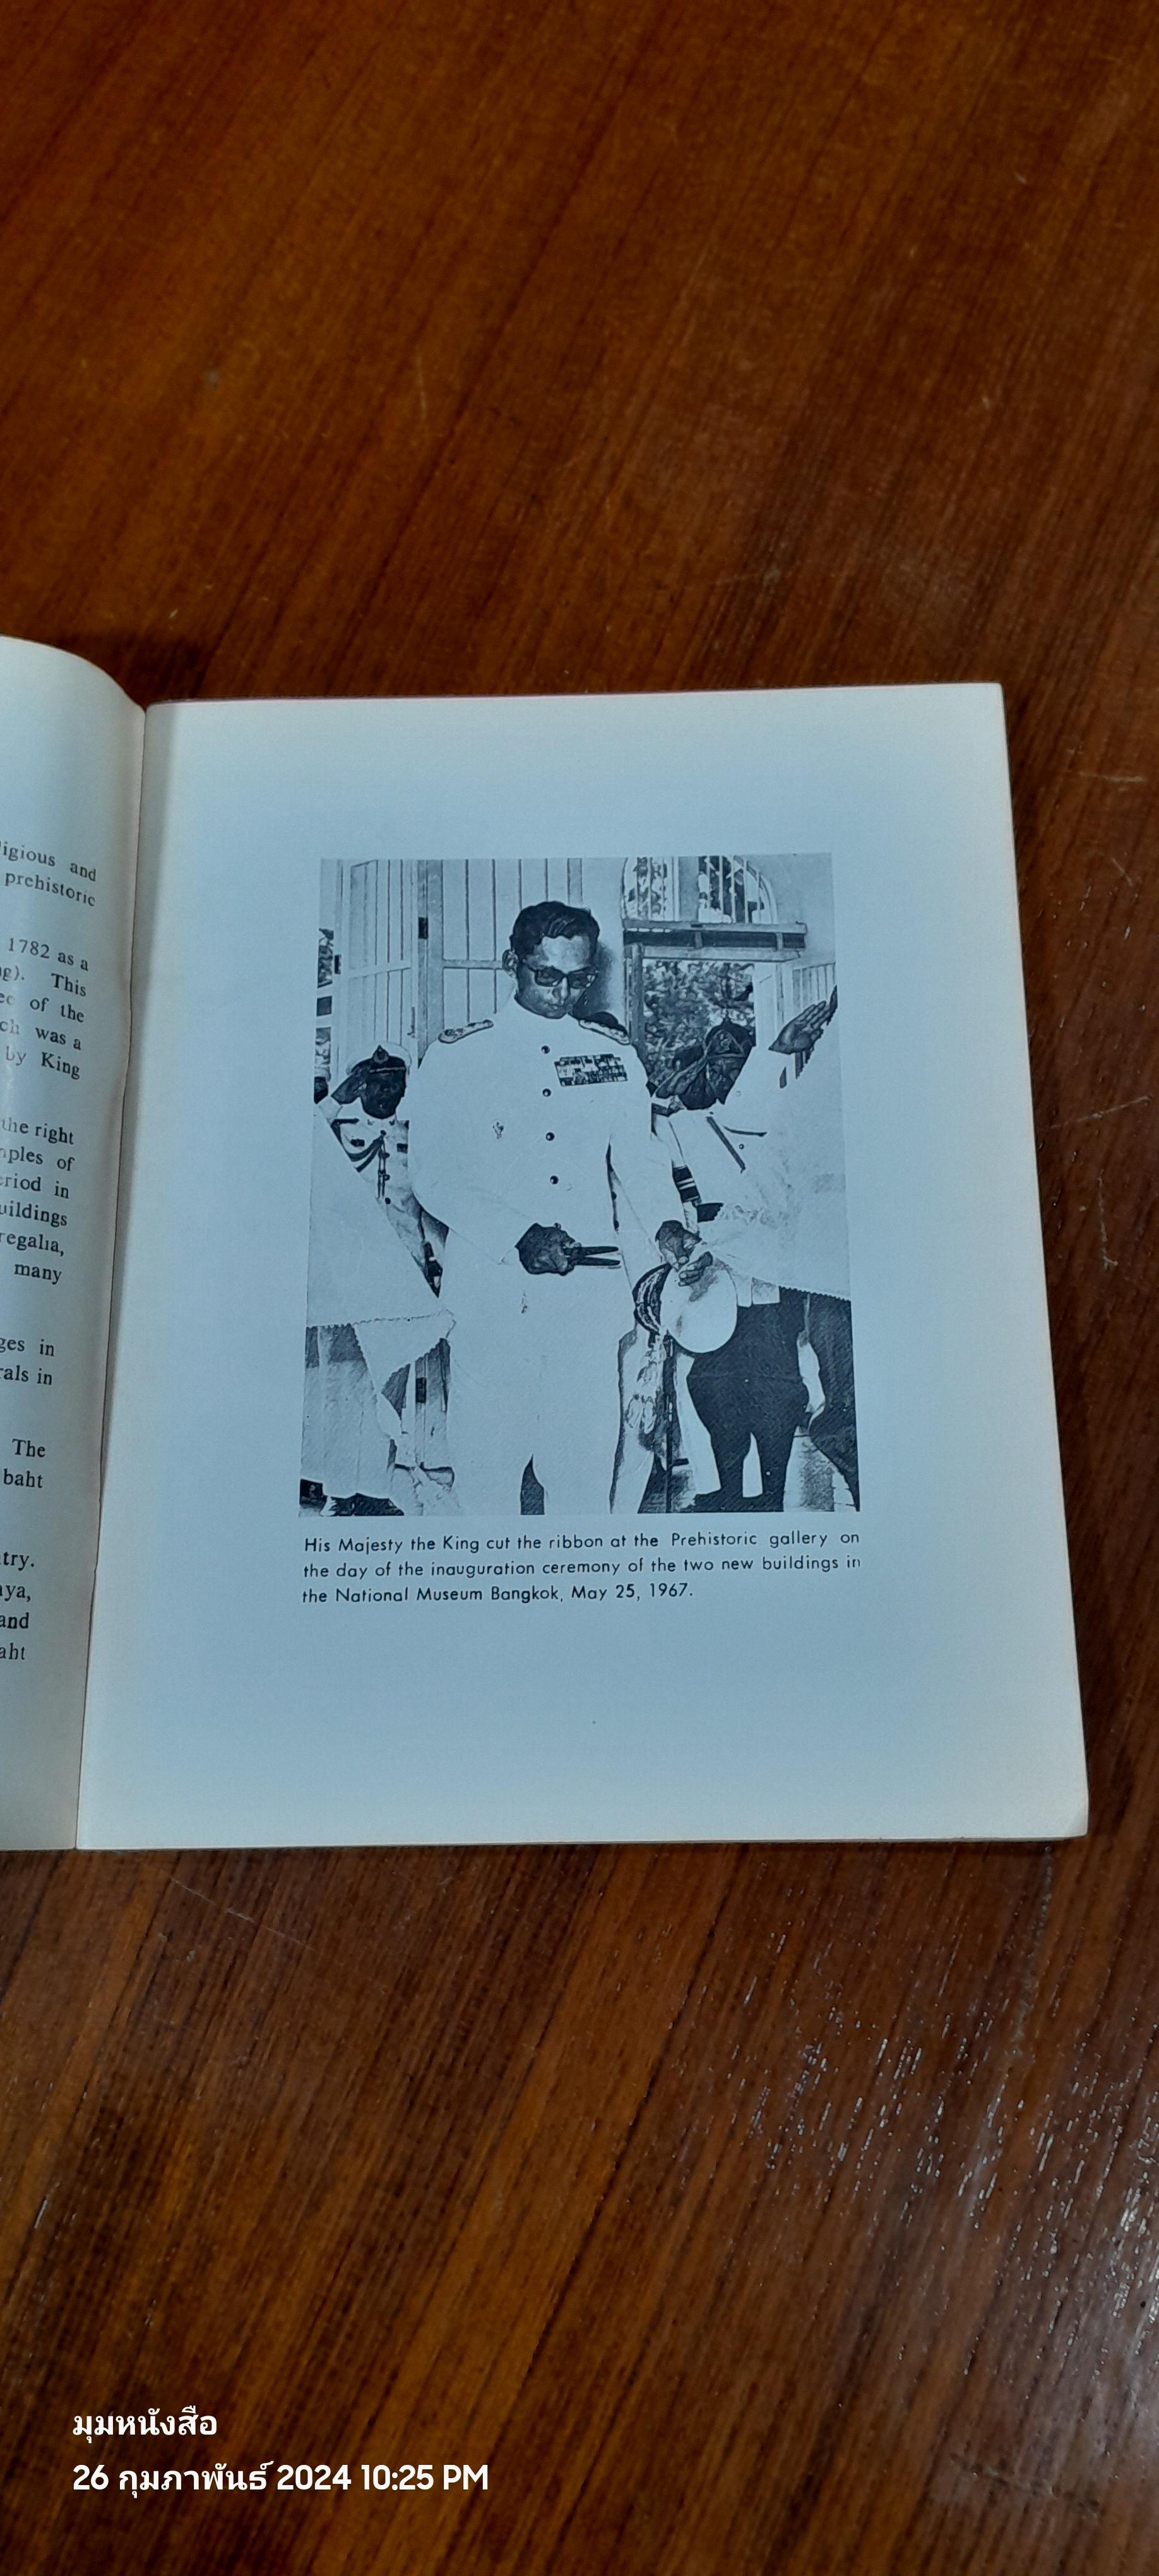 igious and
prehistoric
1782 as a
g). This
of the
ch was a
by King
the right
ples of
riod in
uildings
regalia,
many
ges in
rals in
The
baht
try.
ya,
and
aht
His Majesty the King cut the ribbon at the Prehistoric gallery on
the day of the inauguration ceremony of the two new buildings in
the National Museum Bangkok, May 25, 1967.
มุมหนังสือ
26 กุมภาพันธ์ 2024 10:25 PM